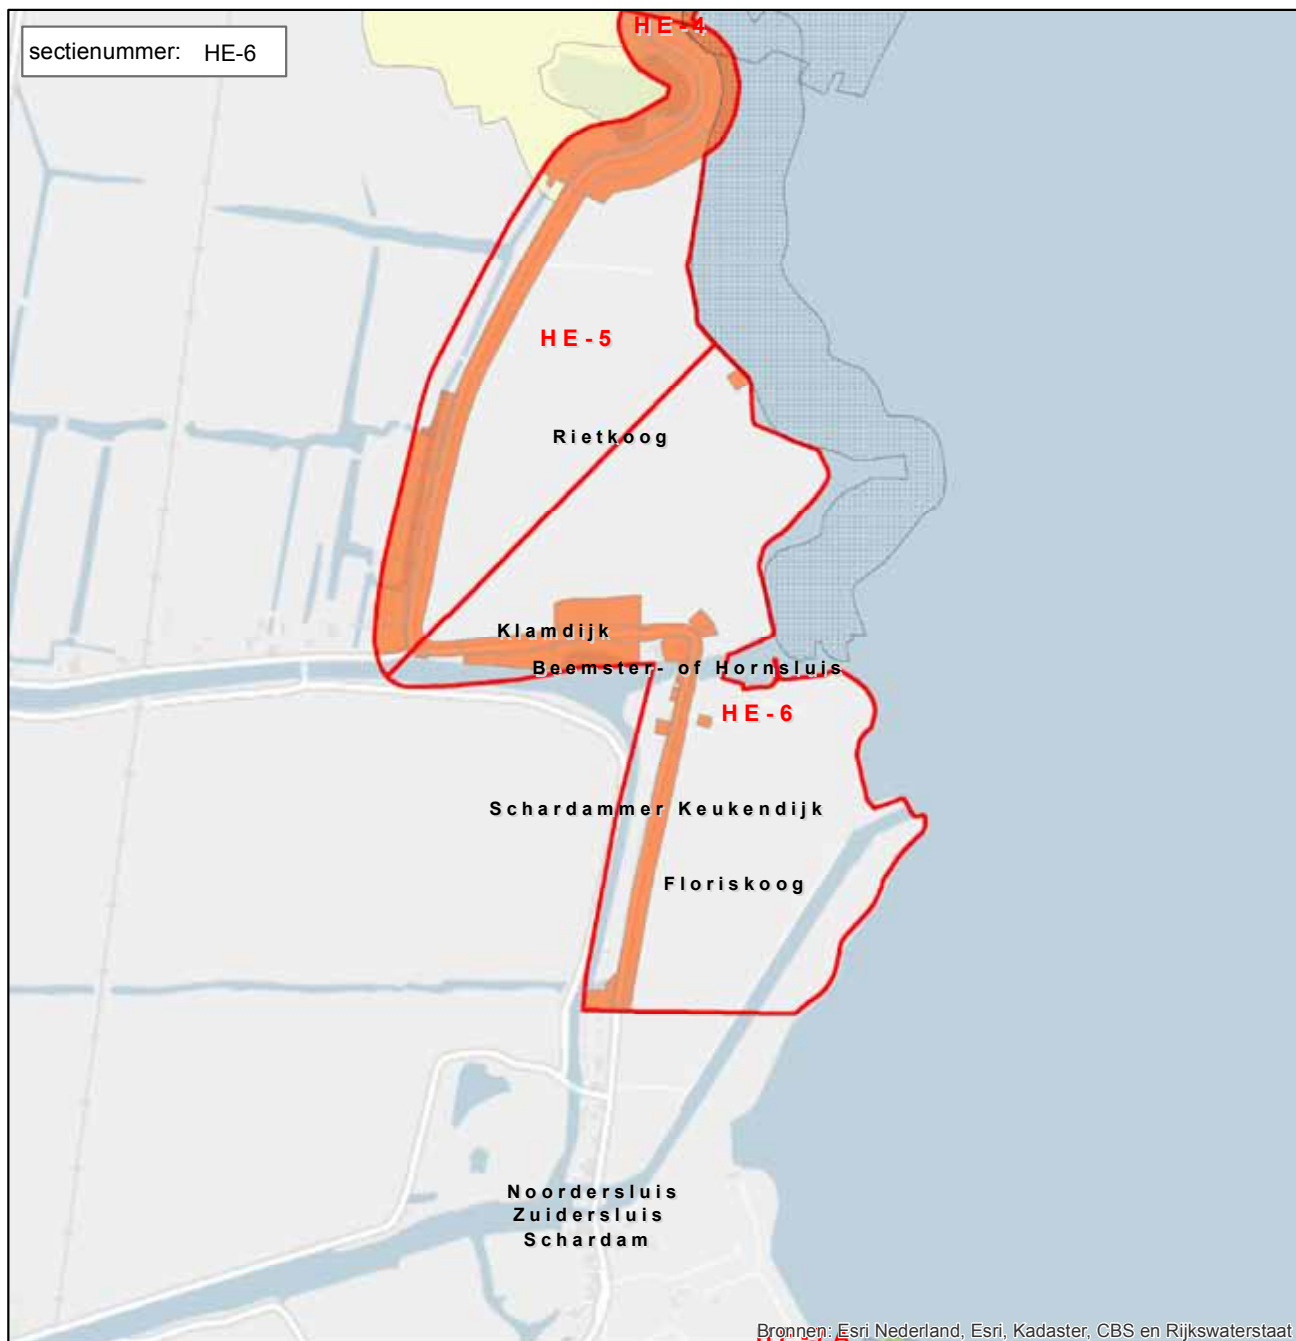 HE-4
sectienummer: HE-6
HE-5
Rietkoog
Klamdijk
Beemster- of Hornsluis
HE-6
Schardammer Keukendijk
Floriskoog
Noordersluis
Zuidersluis
Schardam
Bronnen: Esri Nederland, Esri, Kadaster, CBS en Rijkswaterstaat